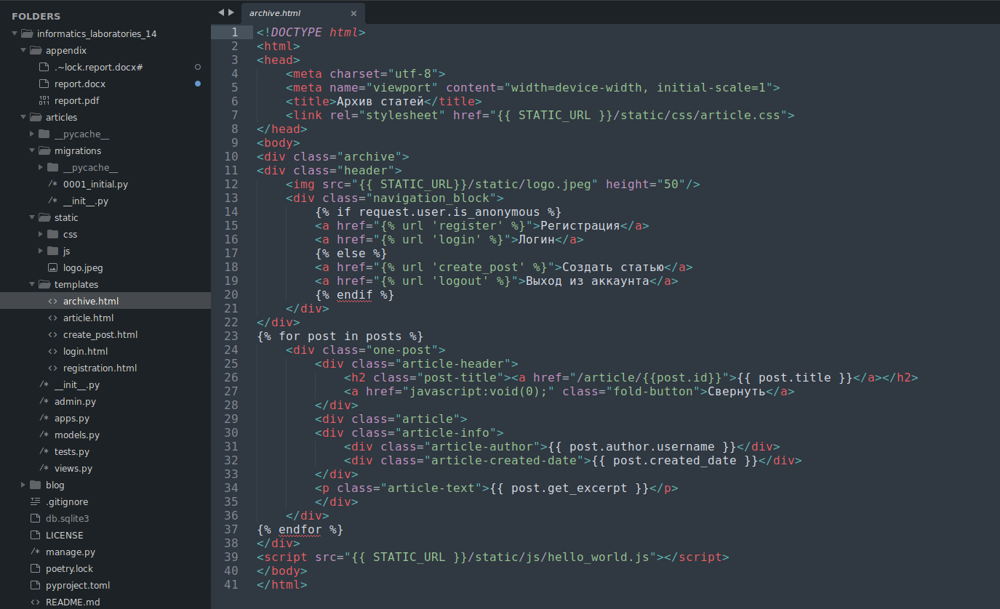 FOLDERS
informatics_laboratories_14
appendix
.~lock.report.docx#
report.docx
report.pdf
articles
__pycache__
migrations
__pycache__
0001_initial.py
__init__.py
static
css
js
logo.jpeg
templates
archive.html
article.html
create_post.html
login.html
registration.html
__init__.py
admin.py
apps.py
models.py
tests.py
views.py
blog
.gitignore
db.sqlite3
LICENSE
manage.py
poetry.lock
pyproject.toml
README.md
archive.html ×
1 <!DOCTYPE html>
2 <html>
3 <head>
4     <meta charset="utf-8">
5     <meta name="viewport" content="width=device-width, initial-scale=1">
6     <title>Архив статей</title>
7     <link rel="stylesheet" href="{{ STATIC_URL }}/static/css/article.css">
8 </head>
9 <body>
10 <div class="archive">
11 <div class="header">
12     <img src="{{ STATIC_URL}}/static/logo.jpeg" height="50"/>
13     <div class="navigation_block">
14         {% if request.user.is_anonymous %}
15         <a href="{% url 'register' %}">Регистрация</a>
16         <a href="{% url 'login' %}">Логин</a>
17         {% else %}
18         <a href="{% url 'create_post' %}">Создать статью</a>
19         <a href="{% url 'logout' %}">Выход из аккаунта</a>
20         {% endif %}
21     </div>
22 </div>
23 {% for post in posts %}
24     <div class="one-post">
25         <div class="article-header">
26             <h2 class="post-title"><a href="/article/{{post.id}}">{{ post.title }}</a></h2>
27             <a href="javascript:void(0);" class="fold-button">Свернуть</a>
28         </div>
29         <div class="article">
30         <div class="article-info">
31             <div class="article-author">{{ post.author.username }}</div>
32             <div class="article-created-date">{{ post.created_date }}</div>
33         </div>
34         <p class="article-text">{{ post.get_excerpt }}</p>
35         </div>
36     </div>
37 {% endfor %}
38 </div>
39 <script src="{{ STATIC_URL }}/static/js/hello_world.js"></script>
40 </body>
41 </html>